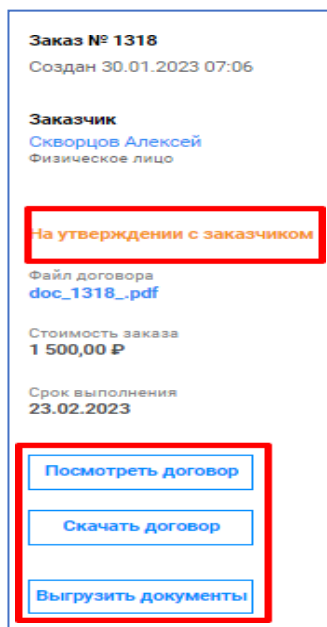 Заказ № 1318
Создан 30.01.2023 07:06
Заказчик
Скворцов Алексей
Физическое лицо
На утверждении с заказчиком
Файл договора
doc_1318_.pdf
Стоимость заказа
1 500,00 ₽
Срок выполнения
23.02.2023
Посмотреть договор
Скачать договор
Выгрузить документы